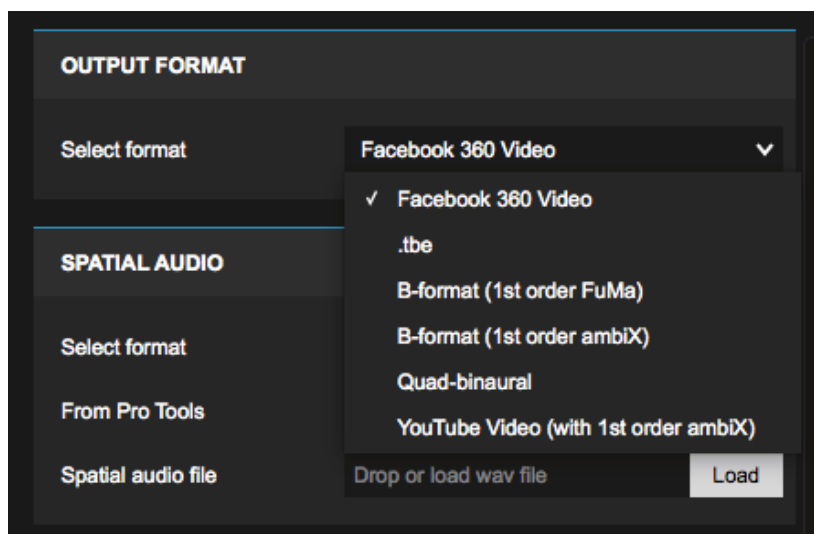 OUTPUT FORMAT
Select format
Facebook 360 Video
✓ Facebook 360 Video
.tbe
B-format (1st order FuMa)
B-format (1st order ambiX)
Quad-binaural
YouTube Video (with 1st order ambiX)
SPATIAL AUDIO
Select format
From Pro Tools
Spatial audio file
Drop or load wav file
Load